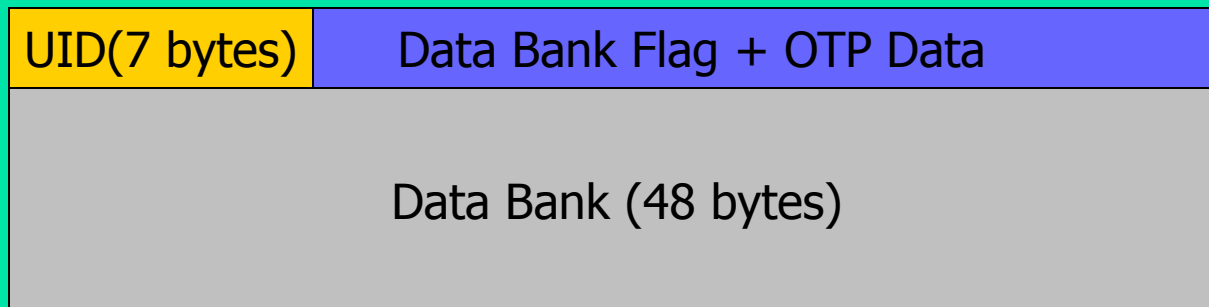 UID(7 bytes)
Data Bank Flag + OTP Data
Data Bank (48 bytes)